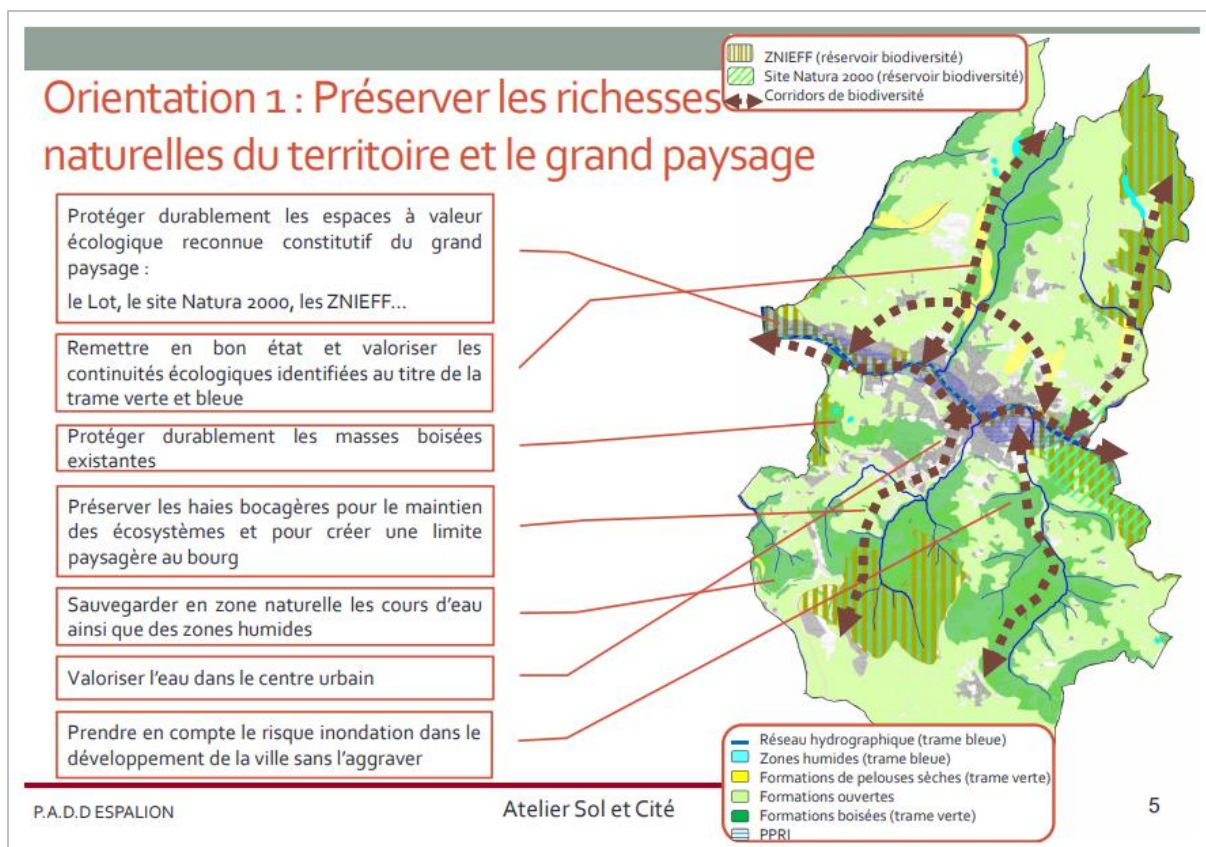 ZNIEFF (réservoir biodiversité)
Site Natura 2000 (réservoir biodiversité)
Corridors de biodiversité
Orientation 1 : Préserver les richesses
naturelles du territoire et le grand paysage
Protéger durablement les espaces à valeur
écologique reconnue constitutif du grand
paysage :
le Lot, le site Natura 2000, les ZNIEFF...
Remettre en bon état et valoriser les
continuités écologiques identifiées au titre de la
trame verte et bleue
Protéger durablement les masses boisées
existantes
Préserver les haies bocagères pour le maintien
des écosystèmes et pour créer une limite
paysagère au bourg
Sauvegarder en zone naturelle les cours d'eau
ainsi que des zones humides
Valoriser l'eau dans le centre urbain
Prendre en compte le risque inondation dans le
développement de la ville sans l'aggraver
Réseau hydrographique (trame bleue)
Zones humides (trame bleue)
Formations de pelouses sèches (trame verte)
Formations ouvertes
Formations boisées (trame verte)
PPRI
P.A.D.D ESPALION
Atelier Sol et Cité
5